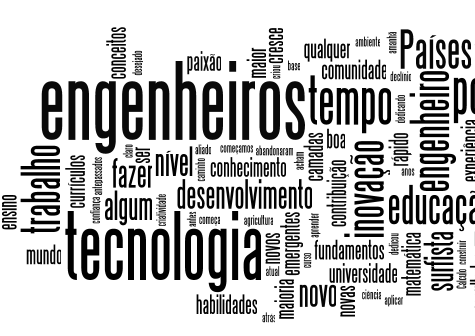 conceitos
desejado
paixão
maior
criou
cresce
base
qualquer
ambiente
amanhã
Países
comunidade
declínio
engenheiros
tempo
dedicando
engenheiro
po
experiência
ensino
trabalho
currículos
confiança
antepassados
claro
ser
fazer
algum
criatividade
nível
aliado
caminho
começamos
abandonaram
conhecimento
acham
camadas
boa
desenvolvimento
antes
começa
agricultura
contribuição
inovação
rápido
anos
educaçã
mundo
tecnologia
novos
atual
emergentes
curso
aprender
fundamentos
dedicou
universidade
matemática
surfista
Cálculo
construir
habilidades
atrás
maioria
novo
novas
ciência
aplicar